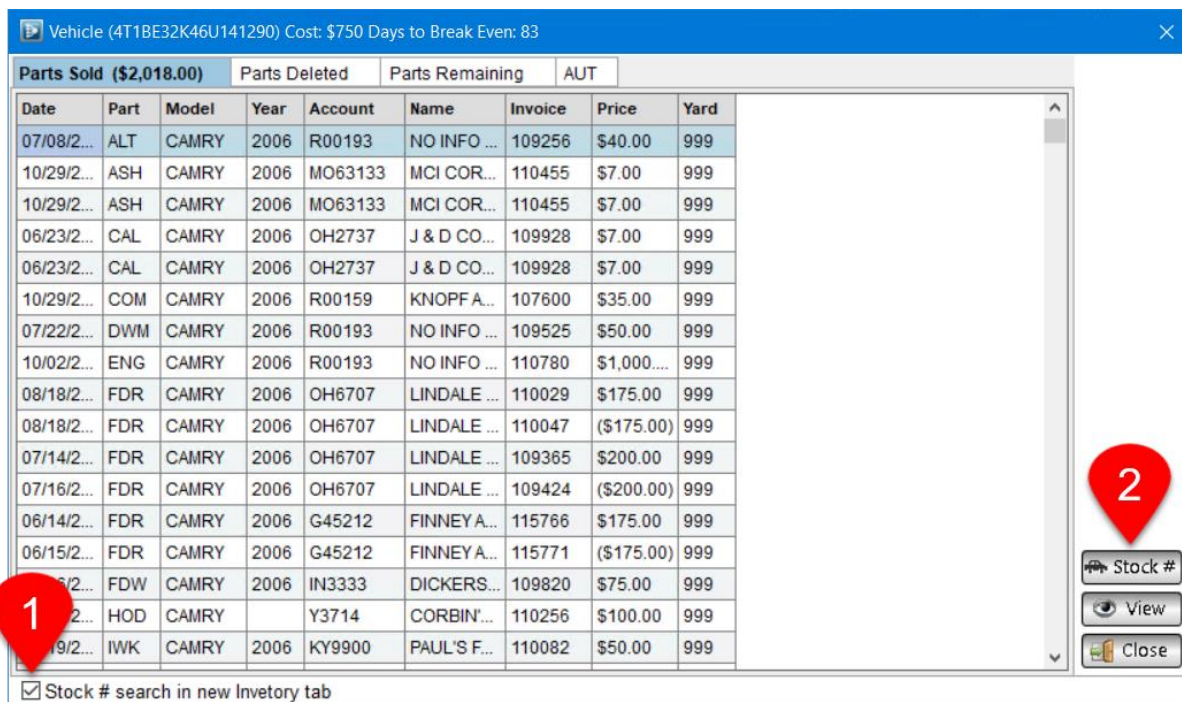 Vehicle (4T1BE32K46U141290) Cost: $750 Days to Break Even: 83
Parts Sold ($2,018.00) Parts Deleted Parts Remaining AUT
Date Part Model Year Account Name Invoice Price Yard
07/08/2... ALT CAMRY 2006 R00193 NO INFO ... 109256 $40.00 999
10/29/2... ASH CAMRY 2006 MO63133 MCI COR... 110455 $7.00 999
10/29/2... ASH CAMRY 2006 MO63133 MCI COR... 110455 $7.00 999
06/23/2... CAL CAMRY 2006 OH2737 J & D CO... 109928 $7.00 999
06/23/2... CAL CAMRY 2006 OH2737 J & D CO... 109928 $7.00 999
10/29/2... COM CAMRY 2006 R00159 KNOPF A... 107600 $35.00 999
07/22/2... DWM CAMRY 2006 R00193 NO INFO ... 109525 $50.00 999
10/02/2... ENG CAMRY 2006 R00193 NO INFO ... 110780 $1,000.... 999
08/18/2... FDR CAMRY 2006 OH6707 LINDALE ... 110029 $175.00 999
08/18/2... FDR CAMRY 2006 OH6707 LINDALE ... 110047 ($175.00) 999
07/14/2... FDR CAMRY 2006 OH6707 LINDALE ... 109365 $200.00 999
07/16/2... FDR CAMRY 2006 OH6707 LINDALE ... 109424 ($200.00) 999
06/14/2... FDR CAMRY 2006 G45212 FINNEY A... 115766 $175.00 999
06/15/2... FDR CAMRY 2006 G45212 FINNEY A... 115771 ($175.00) 999
6/2... FDW CAMRY 2006 IN3333 DICKERS... 109820 $75.00 999
2... HOD CAMRY Y3714 CORBIN'... 110256 $100.00 999
9/2... IWK CAMRY 2006 KY9900 PAUL'S F... 110082 $50.00 999
1
Stock # search in new Invetory tab
2
Stock #
View
Close